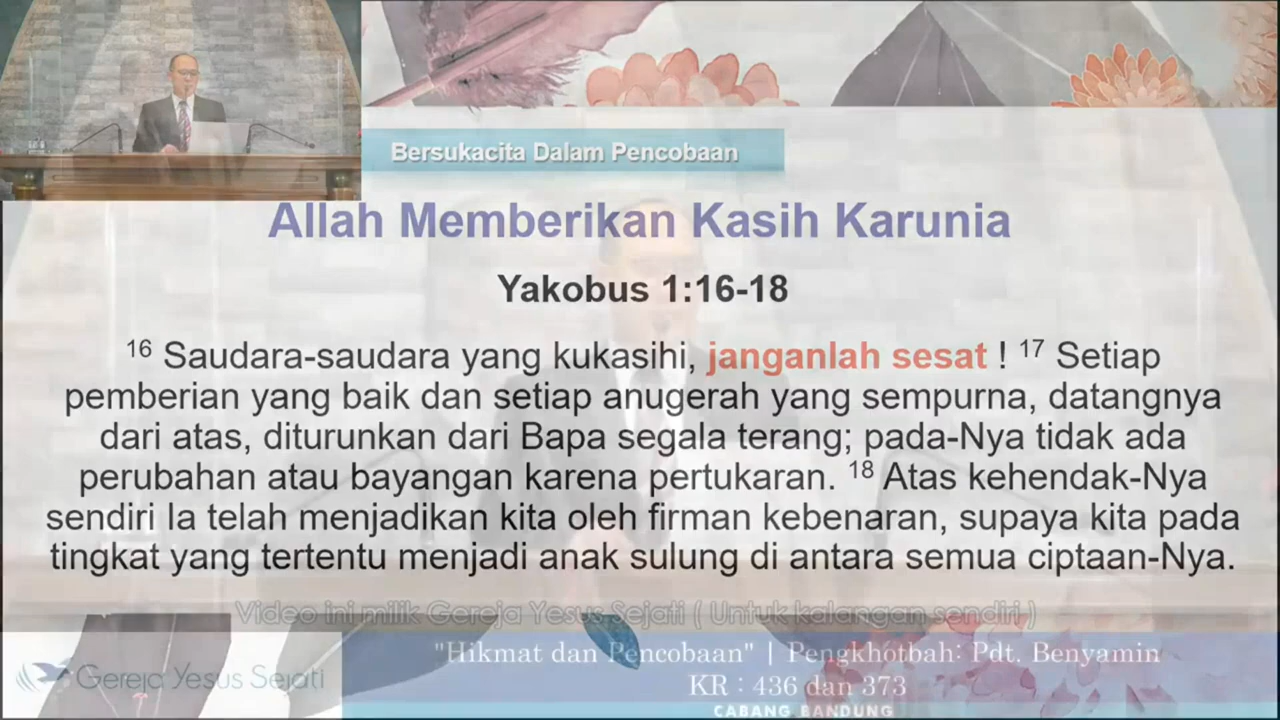 Bersukacita Dalam Pencobaan
Allah Memberikan Kasih Karunia
Yakobus 1:16-18
16 Saudara-saudara yang kukasihi, janganlah sesat ! 17 Setiap
pemberian yang baik dan setiap anugerah yang sempurna, datangnya
dari atas, diturunkan dari Bapa segala terang; pada-Nya tidak ada
perubahan atau bayangan karena pertukaran. 18 Atas kehendak-Nya
sendiri Ia telah menjadikan kita oleh firman kebenaran, supaya kita pada
tingkat yang tertentu menjadi anak sulung di antara semua ciptaan-Nya.
Video ini milik Gereja Yesus Sejati ( Untuk kalangan sendiri )
"Hikmat dan Pencobaan" | Pengkhotbah: Pdt. Benyamin
Gereja Yesus Sejati
KR : 436 dan 373
CABANG BANDUNG